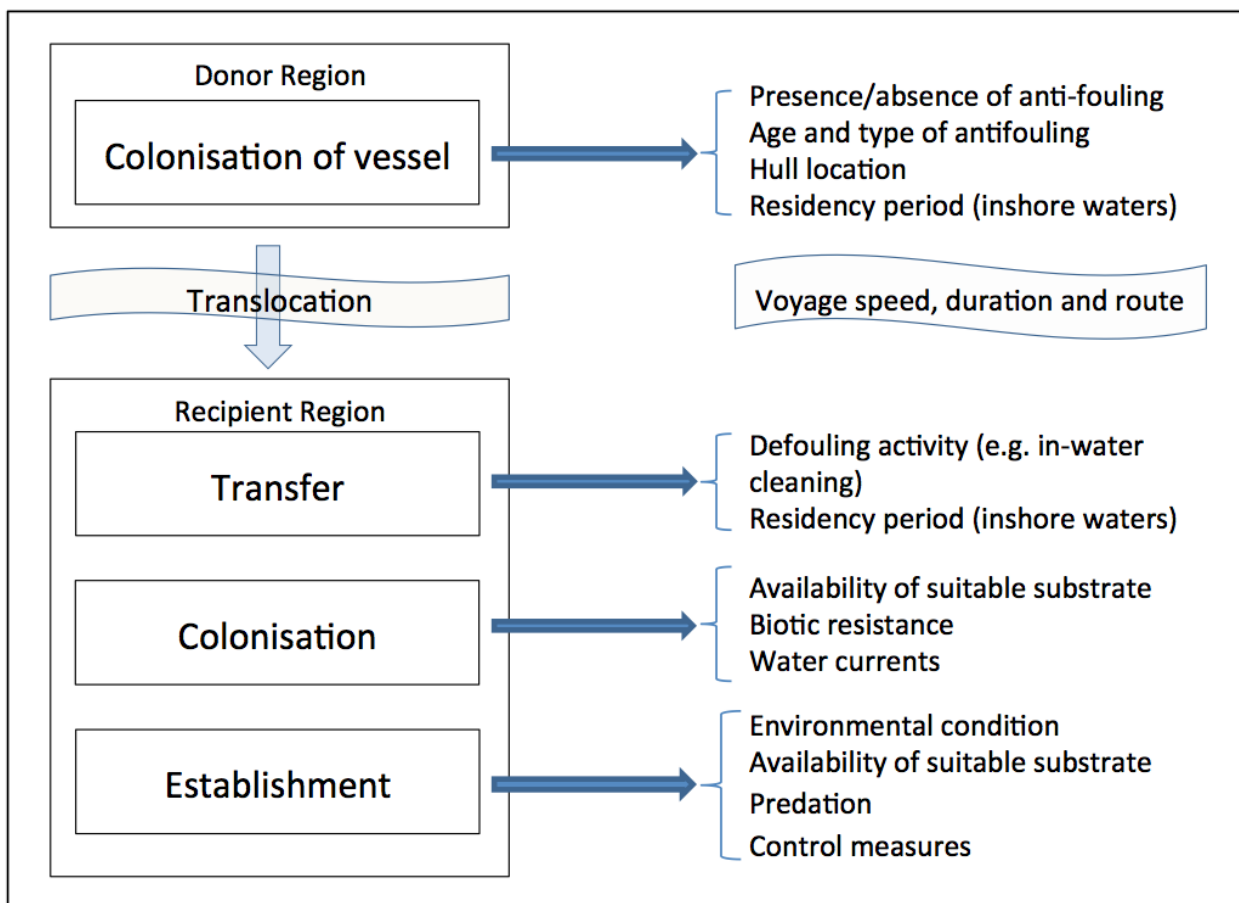 Donor Region
Colonisation of vessel
Presence/absence of anti-fouling
Age and type of antifouling
Hull location
Residency period (inshore waters)
Translocation
Voyage speed, duration and route
Recipient Region
Transfer
Defouling activity (e.g. in-water
cleaning)
Residency period (inshore waters)
Colonisation
Availability of suitable substrate
Biotic resistance
Water currents
Establishment
Environmental condition
Availability of suitable substrate
Predation
Control measures